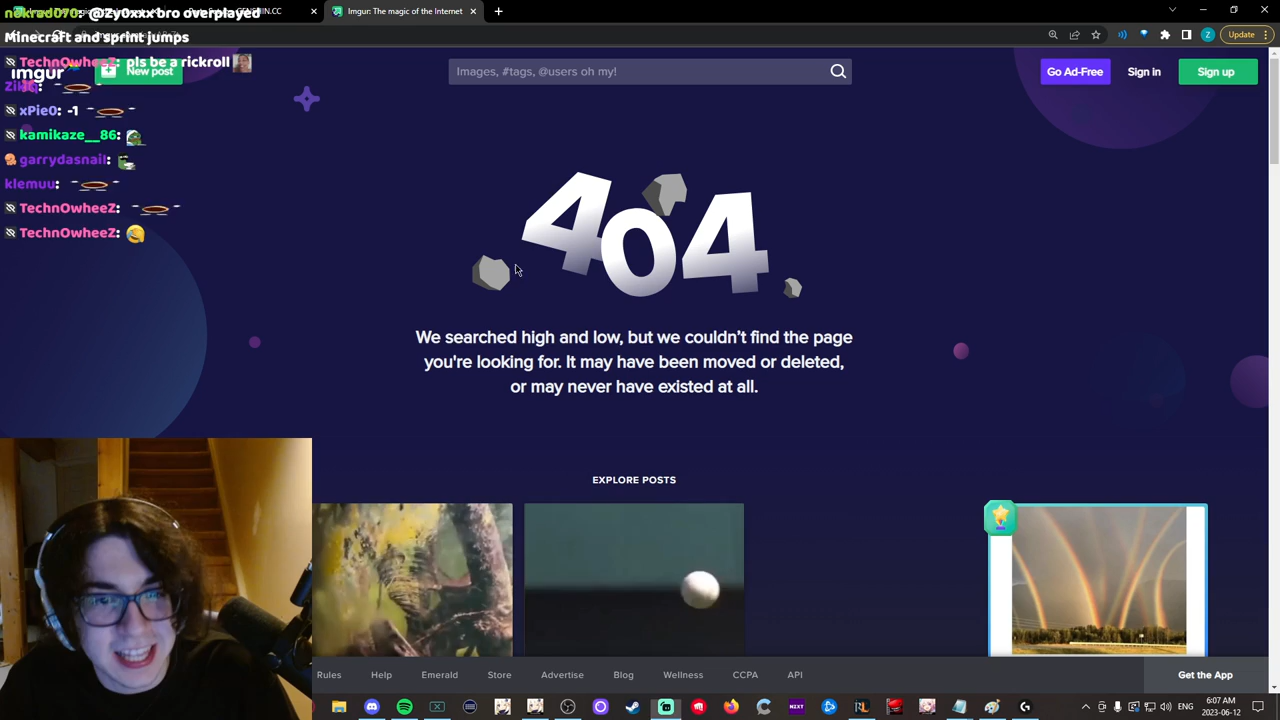 nakrad070: @Zy0xxx bro overplayed
Minecraft and sprint jumps
GENSHIN.CC
Imgur: The magic of the Internet
Update
TechnOwheeZ: pls be a rickroll
imgur
New post
Images, #tags, @users oh my!
Go Ad-Free
Sign in
Sign up
xPie0: -1
kamikaze__86:
garrydasnail:
klemuu:
TechnOwheeZ:
TechnOwheeZ:
404
We searched high and low, but we couldn't find the page
you're looking for. It may have been moved or deleted,
or may never have existed at all.
EXPLORE POSTS
Rules
Help
Emerald
Store
Advertise
Blog
Wellness
CCPA
API
Get the App
ENG
6:07 AM
2023-06-12